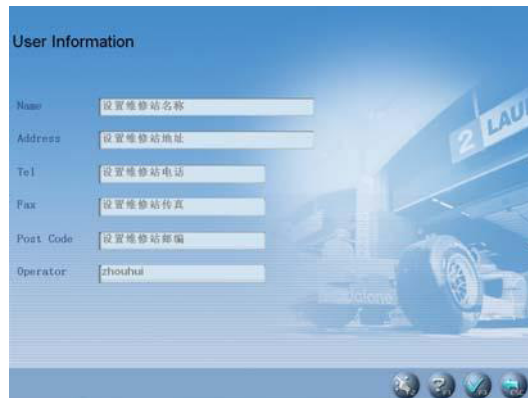 User Information
Name 设置维修站名称
Address 设置维修站地址
Tel 设置维修站电话
Fax 设置维修站传真
Post Code 设置维修站邮编
Operator zhouhui
2 LAU